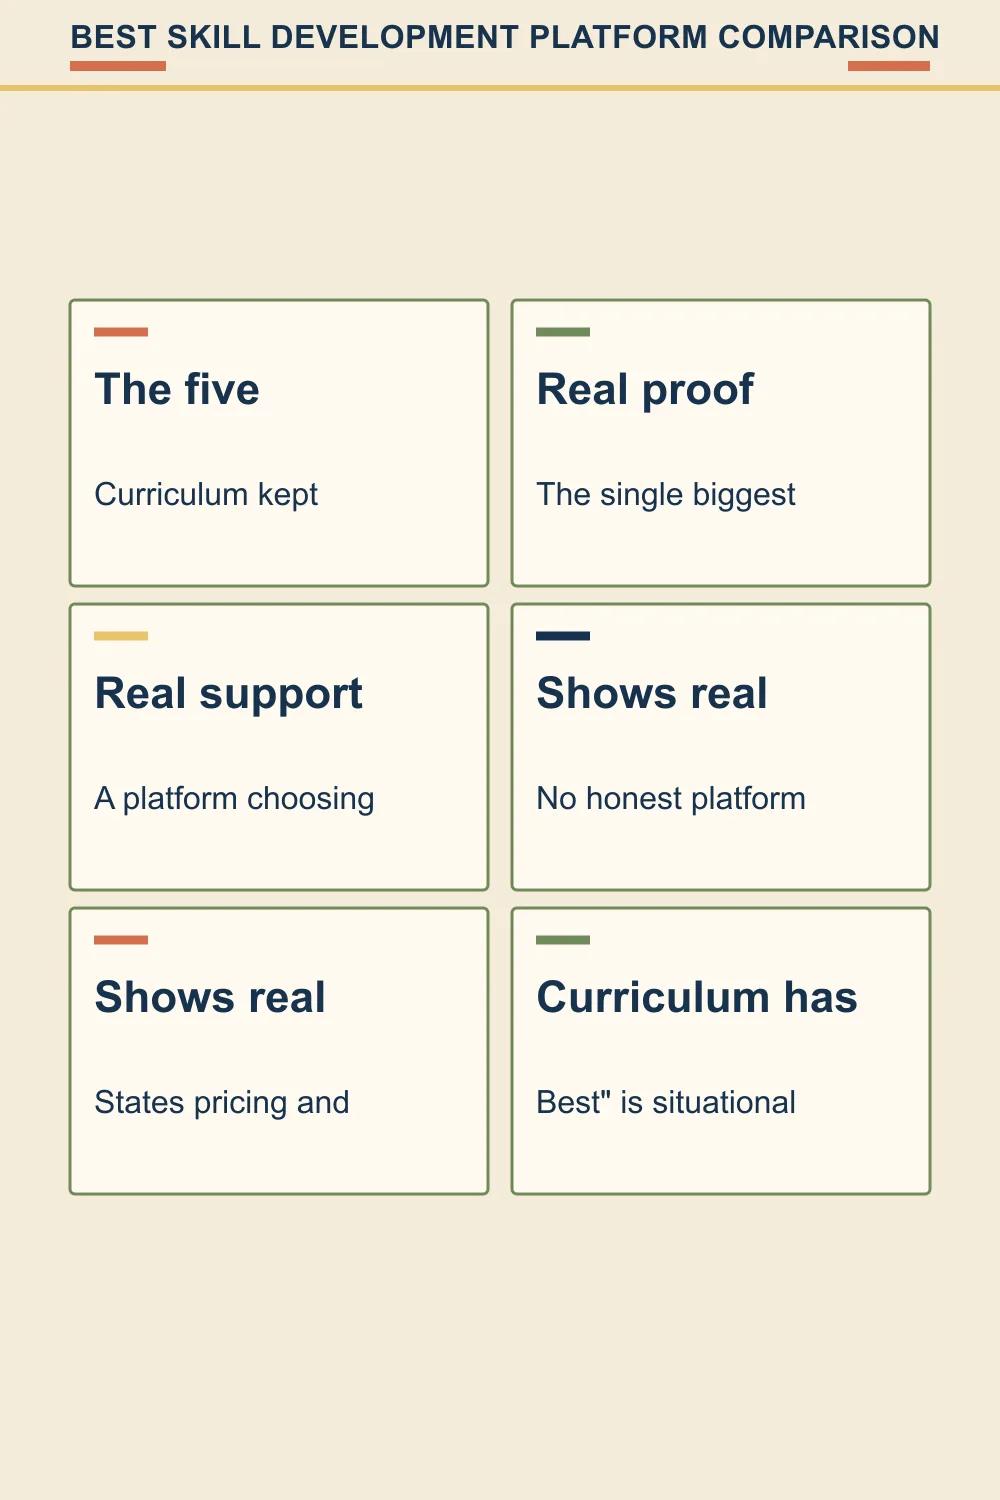 BEST SKILL DEVELOPMENT PLATFORM COMPARISON
The five
Curriculum kept
Real proof
The single biggest
Real support
A platform choosing
Shows real
No honest platform
Shows real
States pricing and
Curriculum has
Best" is situational